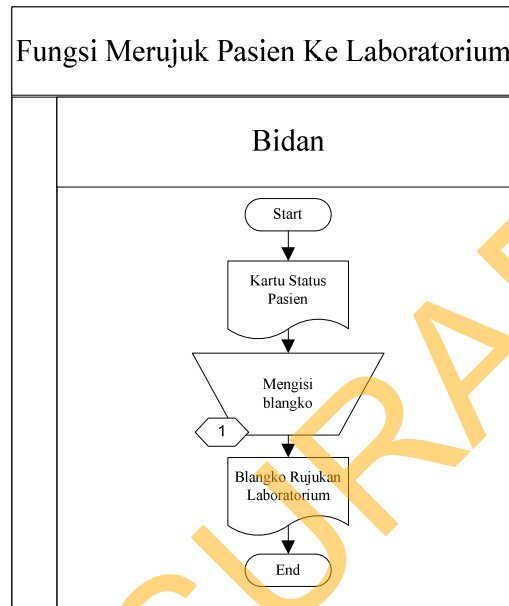 Fungsi Merujuk Pasien Ke Laboratorium
Bidan
Start
Kartu Status
Pasien
Mengisi
blangko
1
Blangko Rujukan
Laboratorium
End